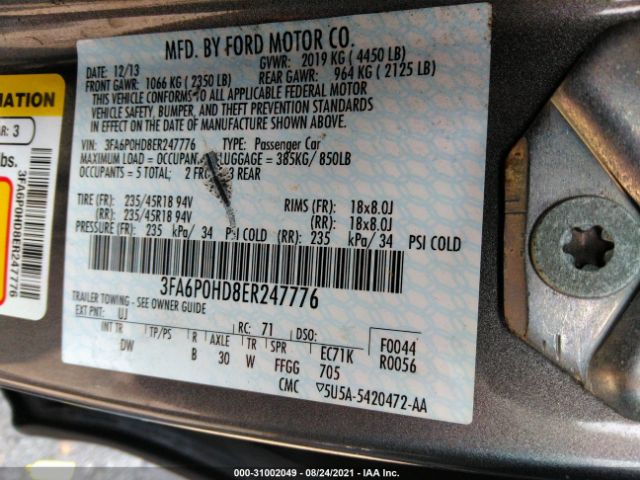 MFD. BY FORD MOTOR CO.
DATE: 12/13 GVWR: 2019 KG ( 4450 LB)
FRONT GAWR: 1066 KG ( 2350 LB) REAR GAWR: 964 KG ( 2125 LB)
THIS VEHICLE CONFORMS TO ALL APPLICABLE FEDERAL MOTOR
VEHICLE SAFETY, BUMPER, AND THEFT PREVENTION STANDARDS
IN EFFECT ON THE DATE OF MANUFACTURE SHOWN ABOVE.
VIN: 3FA6P0HD8ER247776 TYPE: Passenger Car
MAXIMUM LOAD = OCCUPAN LUGGAGE = 385KG/ 850LB
OCCUPANTS = 5 TOTAL; 2 FR 3 REAR
TIRE (FR): 235/45R18 94V RIMS (FR): 18x8.0J
(RR): 235/45R18 94V (RR): 18x8.0J
PRESSURE (FR): 235 kPa/ 34 PSI COLD (RR): 235 kPa/ 34 PSI COLD
3FA6P0HD8ER247776
TRAILER TOWING - SEE OWNER GUIDE
EXT PNT: UJ RC: 71 DSO: F0044
INT TR TP/PS R AXLE TR SPR EC71K R0056
DW B 30 W FFGG 705
CMC 5U5A-5420472-AA
MATION
AR: 3
lbs.
3FA6P0HD8ER247776
000-31002049 - 08/24/2021 - IAA Inc.